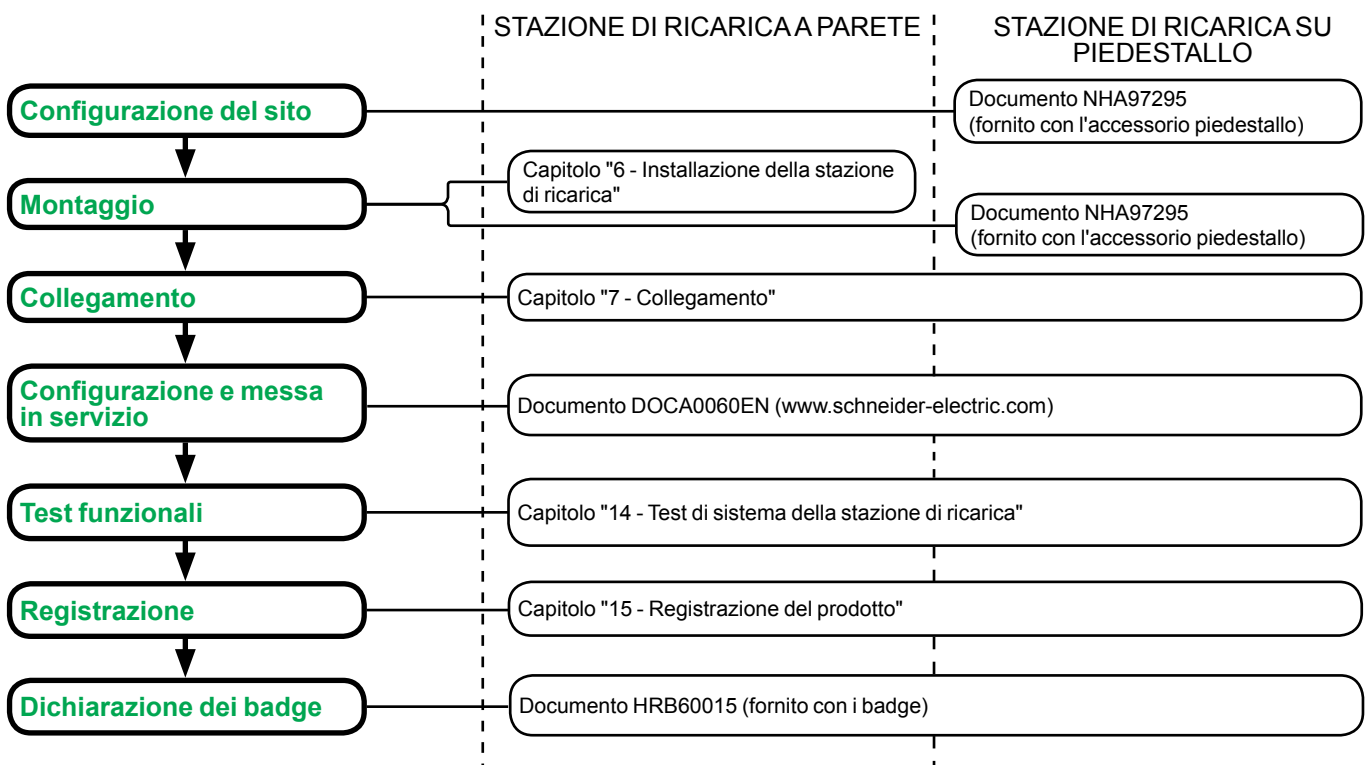 STAZIONE DI RICARICA A PARETE
STAZIONE DI RICARICA SU
PIEDESTALLO
Configurazione del sito
Documento NHA97295
(fornito con l'accessorio piedestallo)
Montaggio
Capitolo "6 - Installazione della stazione
di ricarica"
Documento NHA97295
(fornito con l'accessorio piedestallo)
Collegamento
Capitolo "7 - Collegamento"
Configurazione e messa
in servizio
Documento DOCA0060EN (www.schneider-electric.com)
Test funzionali
Capitolo "14 - Test di sistema della stazione di ricarica"
Registrazione
Capitolo "15 - Registrazione del prodotto"
Dichiarazione dei badge
Documento HRB60015 (fornito con i badge)